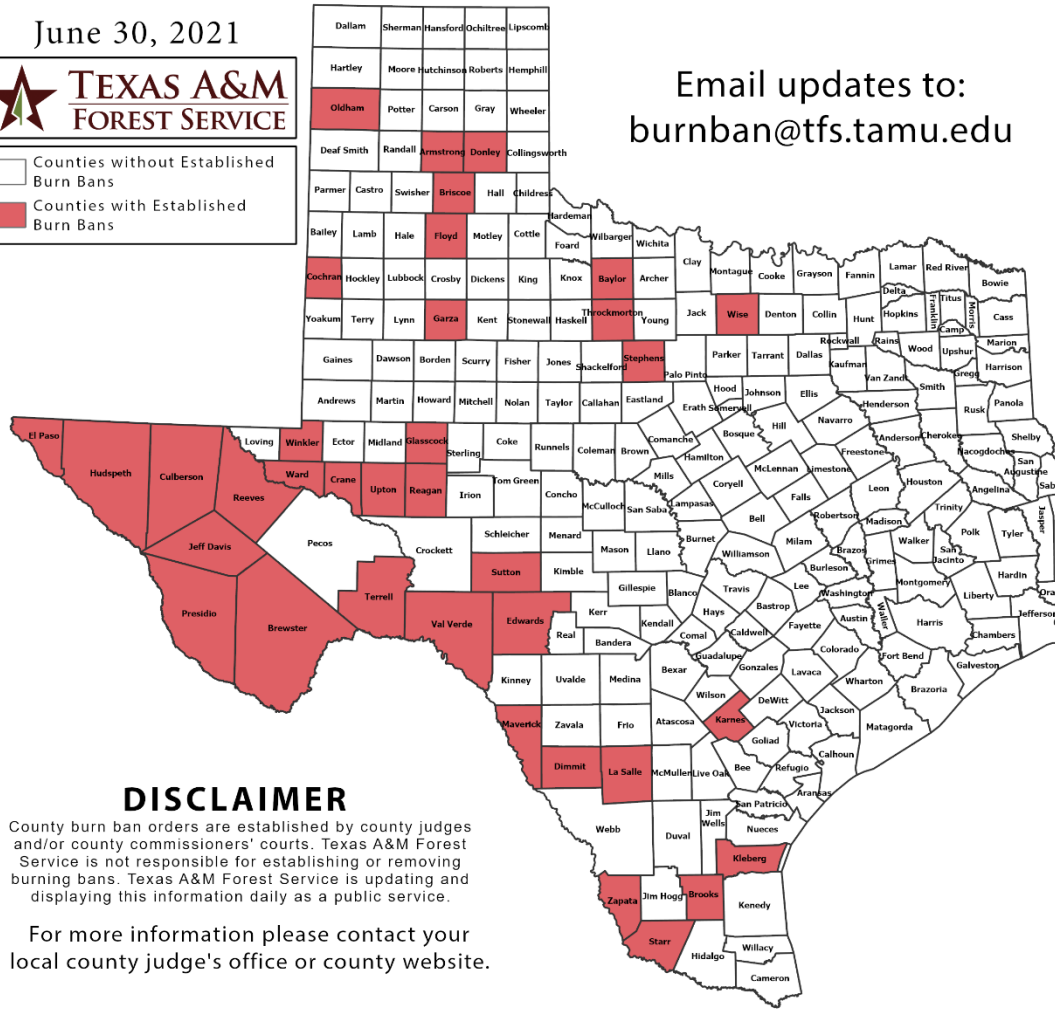 June 30, 2021
TEXAS A&M
FOREST SERVICE
Counties without Established
Burn Bans
Counties with Established
Burn Bans
Email updates to:
burnban@tfs.tamu.edu
Dallam Sherman Hansford Ochiltree Lipscomb
Hartley Moore Hutchinson Roberts Hemphill
Oldham Potter Carson Gray Wheeler
Deaf Smith Randall Armstrong Donley Collingsworth
Parmer Castro Swisher Briscoe Hall Childress
Hardeman
Bailey Lamb Hale Floyd Motley Cottle Foard Wilbarger Wichita
Clay Montague Cooke Grayson Fannin Lamar Red River Bowie
Cochran Hockley Lubbock Crosby Dickens King Knox Baylor Archer
Delta Franklin Titus Morris Cass
Yoakum Terry Lynn Garza Kent Stonewall Haskell Throckmorton Young Jack Wise Denton Collin Hunt Hopkins Camp
Rockwall Rains Wood Upshur Marion
Gaines Dawson Borden Scurry Fisher Jones Shackelford Stephens Palo Pinto Parker Tarrant Dallas Kaufman Van Zandt Smith Gregg Harrison
Andrews Martin Howard Mitchell Nolan Taylor Callahan Eastland Erath Hood Somervell Johnson Ellis Henderson Rusk Panola
El Paso Hudspeth Culberson Reeves Loving Winkler Ector Midland Glasscock Sterling Coke Runnels Coleman Brown Comanche Hamilton Bosque Hill Navarro Freestone Anderson Cherokee Nacogdoches Shelby
San
Augustine
Sab
Ward Crane Upton Reagan Irion Tom Green Concho McCulloch San Saba Mills Lampasas Coryell McLennan Limestone Falls Leon Houston Angelina Trinity
Jeff Davis Pecos Crockett Schleicher Menard Mason Llano Burnet Bell Milam Robertson Madison Walker Polk Tyler Jasper
San
Jacinto
Presidio Brewster Terrell Val Verde Sutton Edwards Kimble Gillespie Blanco Williamson Travis Lee Burleson Brazos Grimes Montgomery Liberty Hardin
Ora
Kerr Real Bandera Kendall Comal Hays Caldwell Bastrop Fayette Washington Austin Waller Harris Chambers Jefferson
Kinney Uvalde Medina Bexar Guadalupe Gonzales Lavaca Colorado Wharton Fort Bend Brazoria Galveston
Maverick Zavala Frio Atascosa Wilson Karnes DeWitt Victoria Jackson Matagorda
Dimmit La Salle McMullen Live Oak Bee Goliad Refugio Calhoun Aransas
Webb Duval
Jim
Wells
San Patricio Nueces
Kleberg
Zapata Jim Hogg Brooks Kenedy
Starr Hidalgo Willacy
Cameron
DISCLAIMER
County burn ban orders are established by county judges
and/or county commissioners' courts. Texas A&M Forest
Service is not responsible for establishing or removing
burning bans. Texas A&M Forest Service is updating and
displaying this information daily as a public service.
For more information please contact your
local county judge's office or county website.